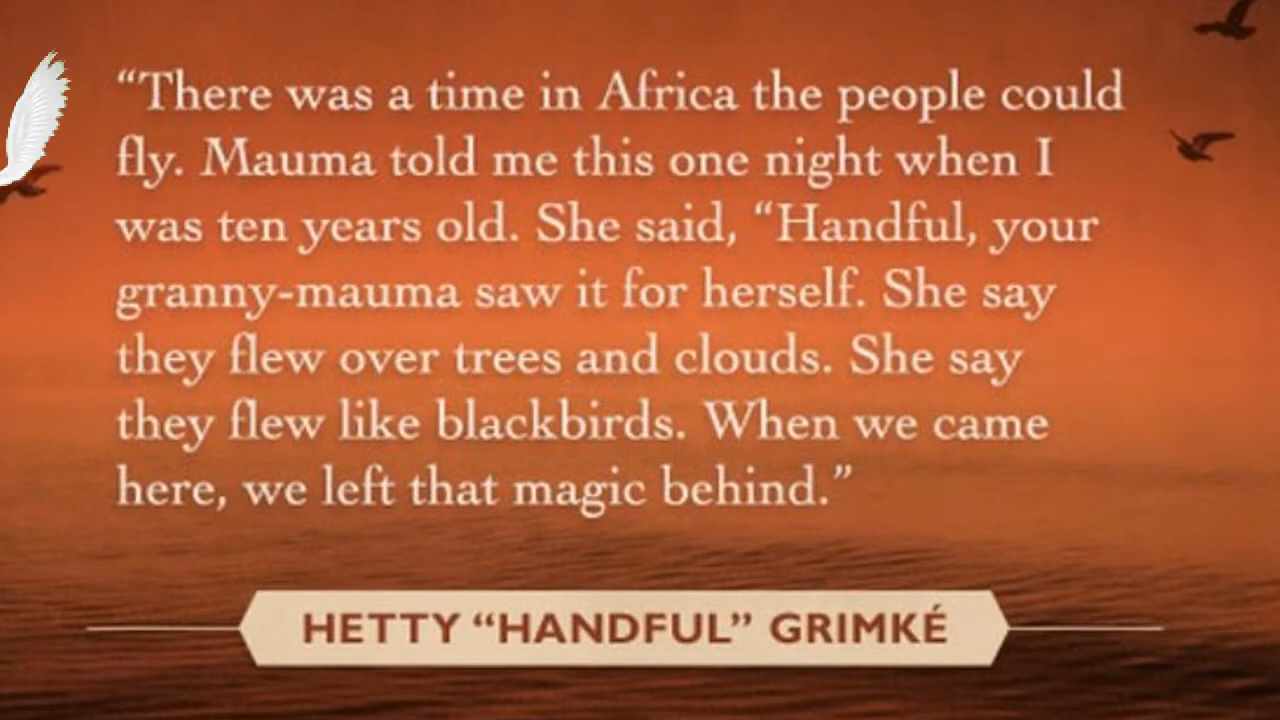 “There was a time in Africa the people could
fly. Mauma told me this one night when I
was ten years old. She said, “Handful, your
granny-mauma saw it for herself. She say
they flew over trees and clouds. She say
they flew like blackbirds. When we came
here, we left that magic behind.”
HETTY “HANDFUL” GRIMKÉ